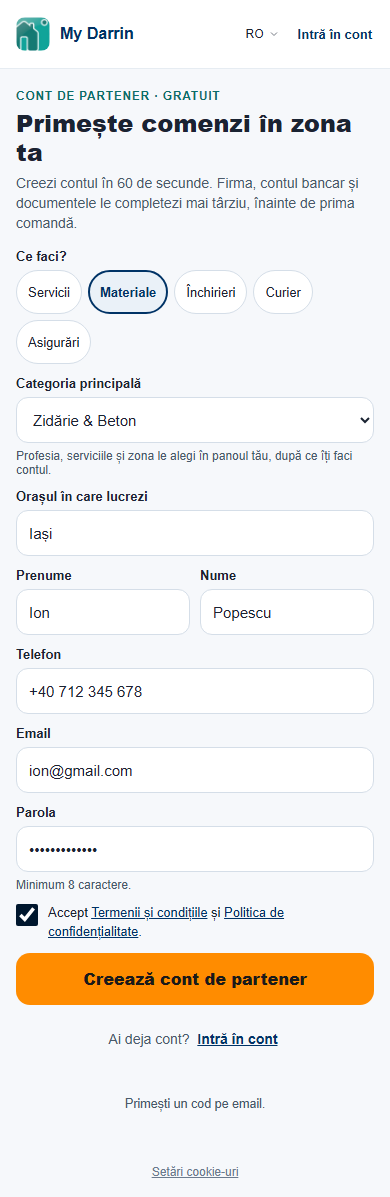 My Darrin
RO
Intră în cont
CONT DE PARTENER · GRATUIT
Primește comenzi în zona
ta
Creezi contul în 60 de secunde. Firma, contul bancar și
documentele le completezi mai târziu, înainte de prima
comandă.
Ce faci?
Servicii
Materiale
Închirieri
Curier
Asigurări
Categoria principală
Zidărie & Beton
Profesia, serviciile și zona le alegi în panoul tău, după ce îți faci
contul.
Orașul în care lucrezi
Iași
Prenume
Nume
Ion
Popescu
Telefon
+40 712 345 678
Email
ion@gmail.com
Parola
•••••••••••••
Minimum 8 caractere.
Accept Termenii și condițiile și Politica de
confidențialitate.
Creează cont de partener
Ai deja cont? Intră în cont
Primești un cod pe email.
Setări cookie-uri